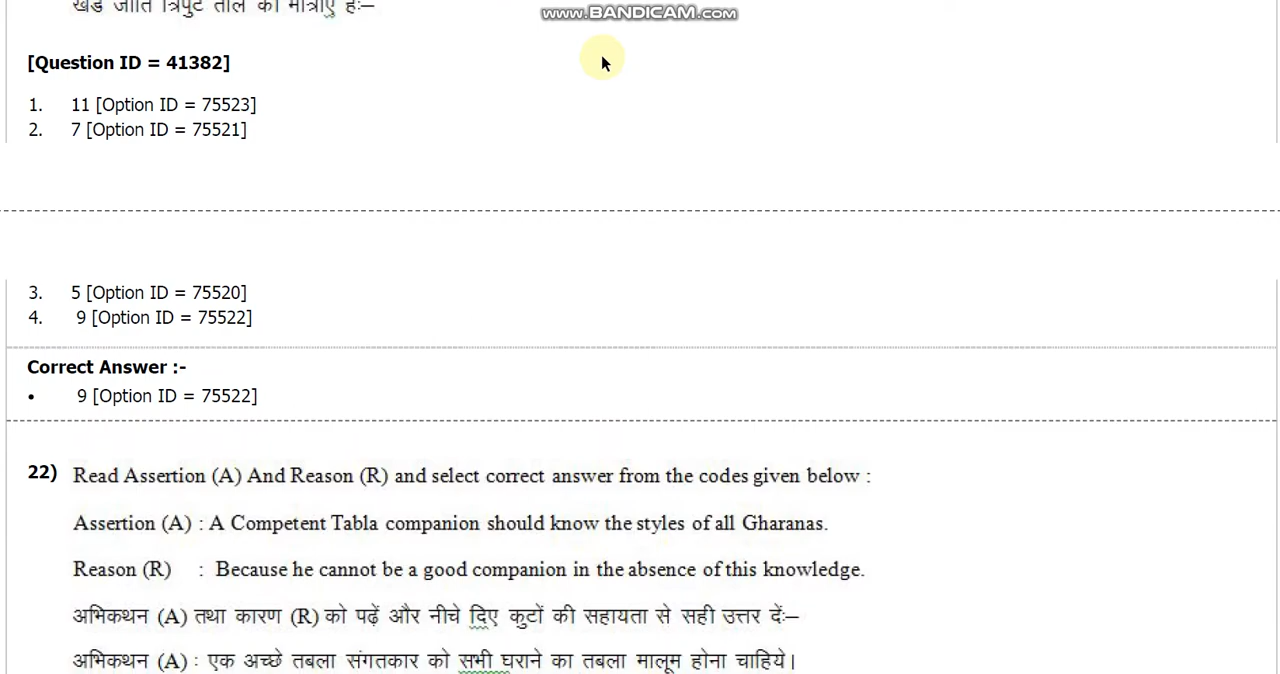 खंड जाति त्रिपुट ताल की मात्राएँ हैः–
www.BANDICAM.com
[Question ID = 41382]
1. 11 [Option ID = 75523]
2. 7 [Option ID = 75521]
3. 5 [Option ID = 75520]
4. 9 [Option ID = 75522]
Correct Answer :-
• 9 [Option ID = 75522]
22) Read Assertion (A) And Reason (R) and select correct answer from the codes given below :
Assertion (A) : A Competent Tabla companion should know the styles of all Gharanas.
Reason (R) : Because he cannot be a good companion in the absence of this knowledge.
अभिकथन (A) तथा कारण (R) को पढ़ें और नीचे दिए कुटों की सहायता से सही उत्तर देंः–
अभिकथन (A) : एक अच्छे तबला संगतकार को सभी घराने का तबला मालूम होना चाहिये।